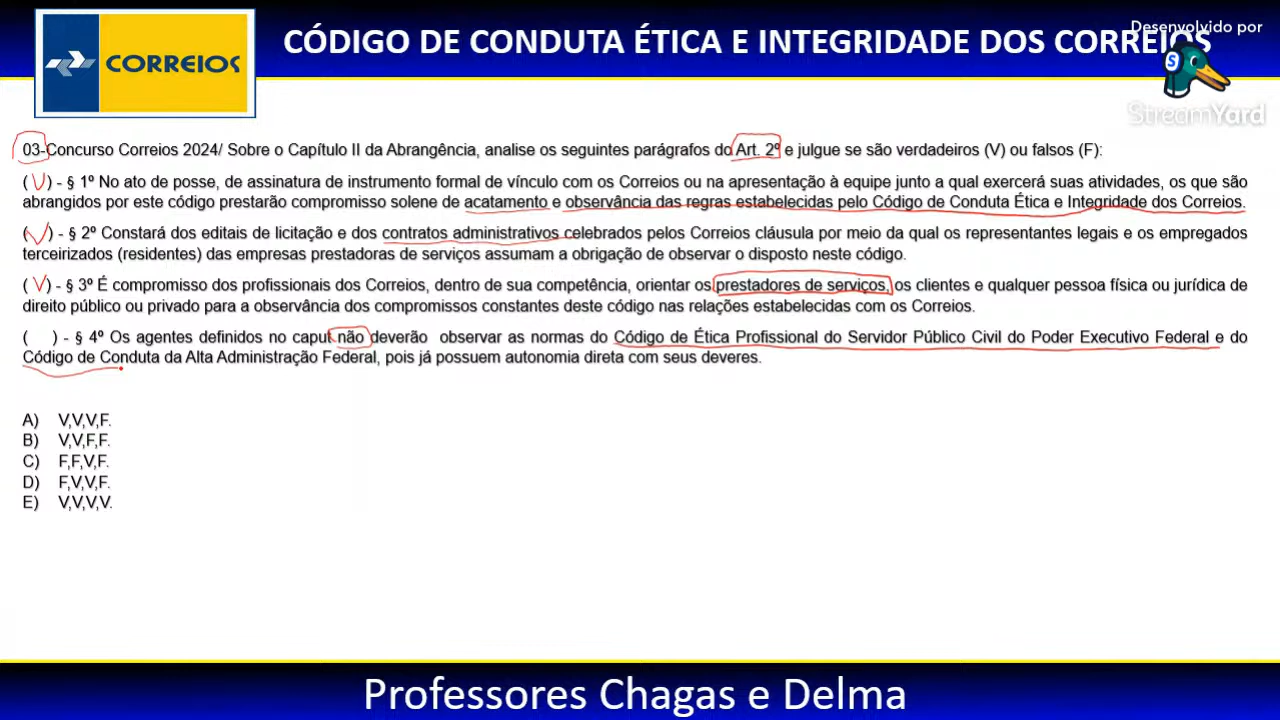 CÓDIGO DE CONDUTA ÉTICA E INTEGRIDADE DOS CORREIOS
Desenvolvido por
StreamYard
CORREIOS
03-Concurso Correios 2024/ Sobre o Capítulo II da Abrangência, analise os seguintes parágrafos do Art. 2º e julgue se são verdadeiros (V) ou falsos (F):
( V ) - § 1º No ato de posse, de assinatura de instrumento formal de vínculo com os Correios ou na apresentação à equipe junto a qual exercerá suas atividades, os que são
abrangidos por este código prestarão compromisso solene de acatamento e observância das regras estabelecidas pelo Código de Conduta Ética e Integridade dos Correios.
( V ) - § 2º Constará dos editais de licitação e dos contratos administrativos celebrados pelos Correios cláusula por meio da qual os representantes legais e os empregados
terceirizados (residentes) das empresas prestadoras de serviços assumam a obrigação de observar o disposto neste código.
( V ) - § 3º É compromisso dos profissionais dos Correios, dentro de sua competência, orientar os prestadores de serviços, os clientes e qualquer pessoa física ou jurídica de
direito público ou privado para a observância dos compromissos constantes deste código nas relações estabelecidas com os Correios.
( ) - § 4º Os agentes definidos no caput não deverão observar as normas do Código de Ética Profissional do Servidor Público Civil do Poder Executivo Federal e do
Código de Conduta da Alta Administração Federal, pois já possuem autonomia direta com seus deveres.
A) V,V,V,F.
B) V,V,F,F.
C) F,F,V,F.
D) F,V,V,F.
E) V,V,V,V.
Professores Chagas e Delma